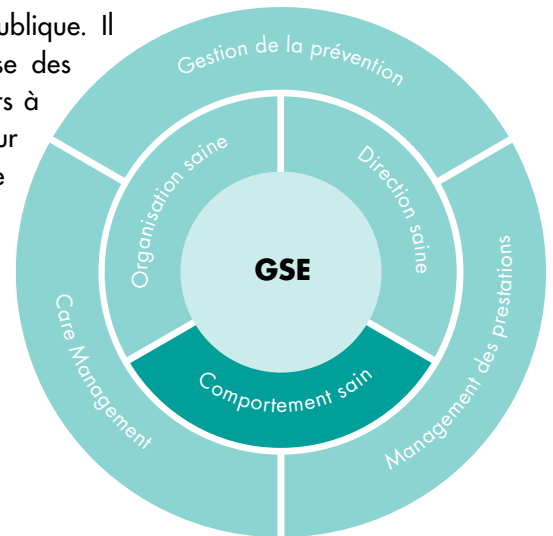 ublique. Il
se des
rs à
ur
e
Gestion de la prévention
Organisation saine
Direction saine
GSE
Comportement sain
Care Management
Management des prestations